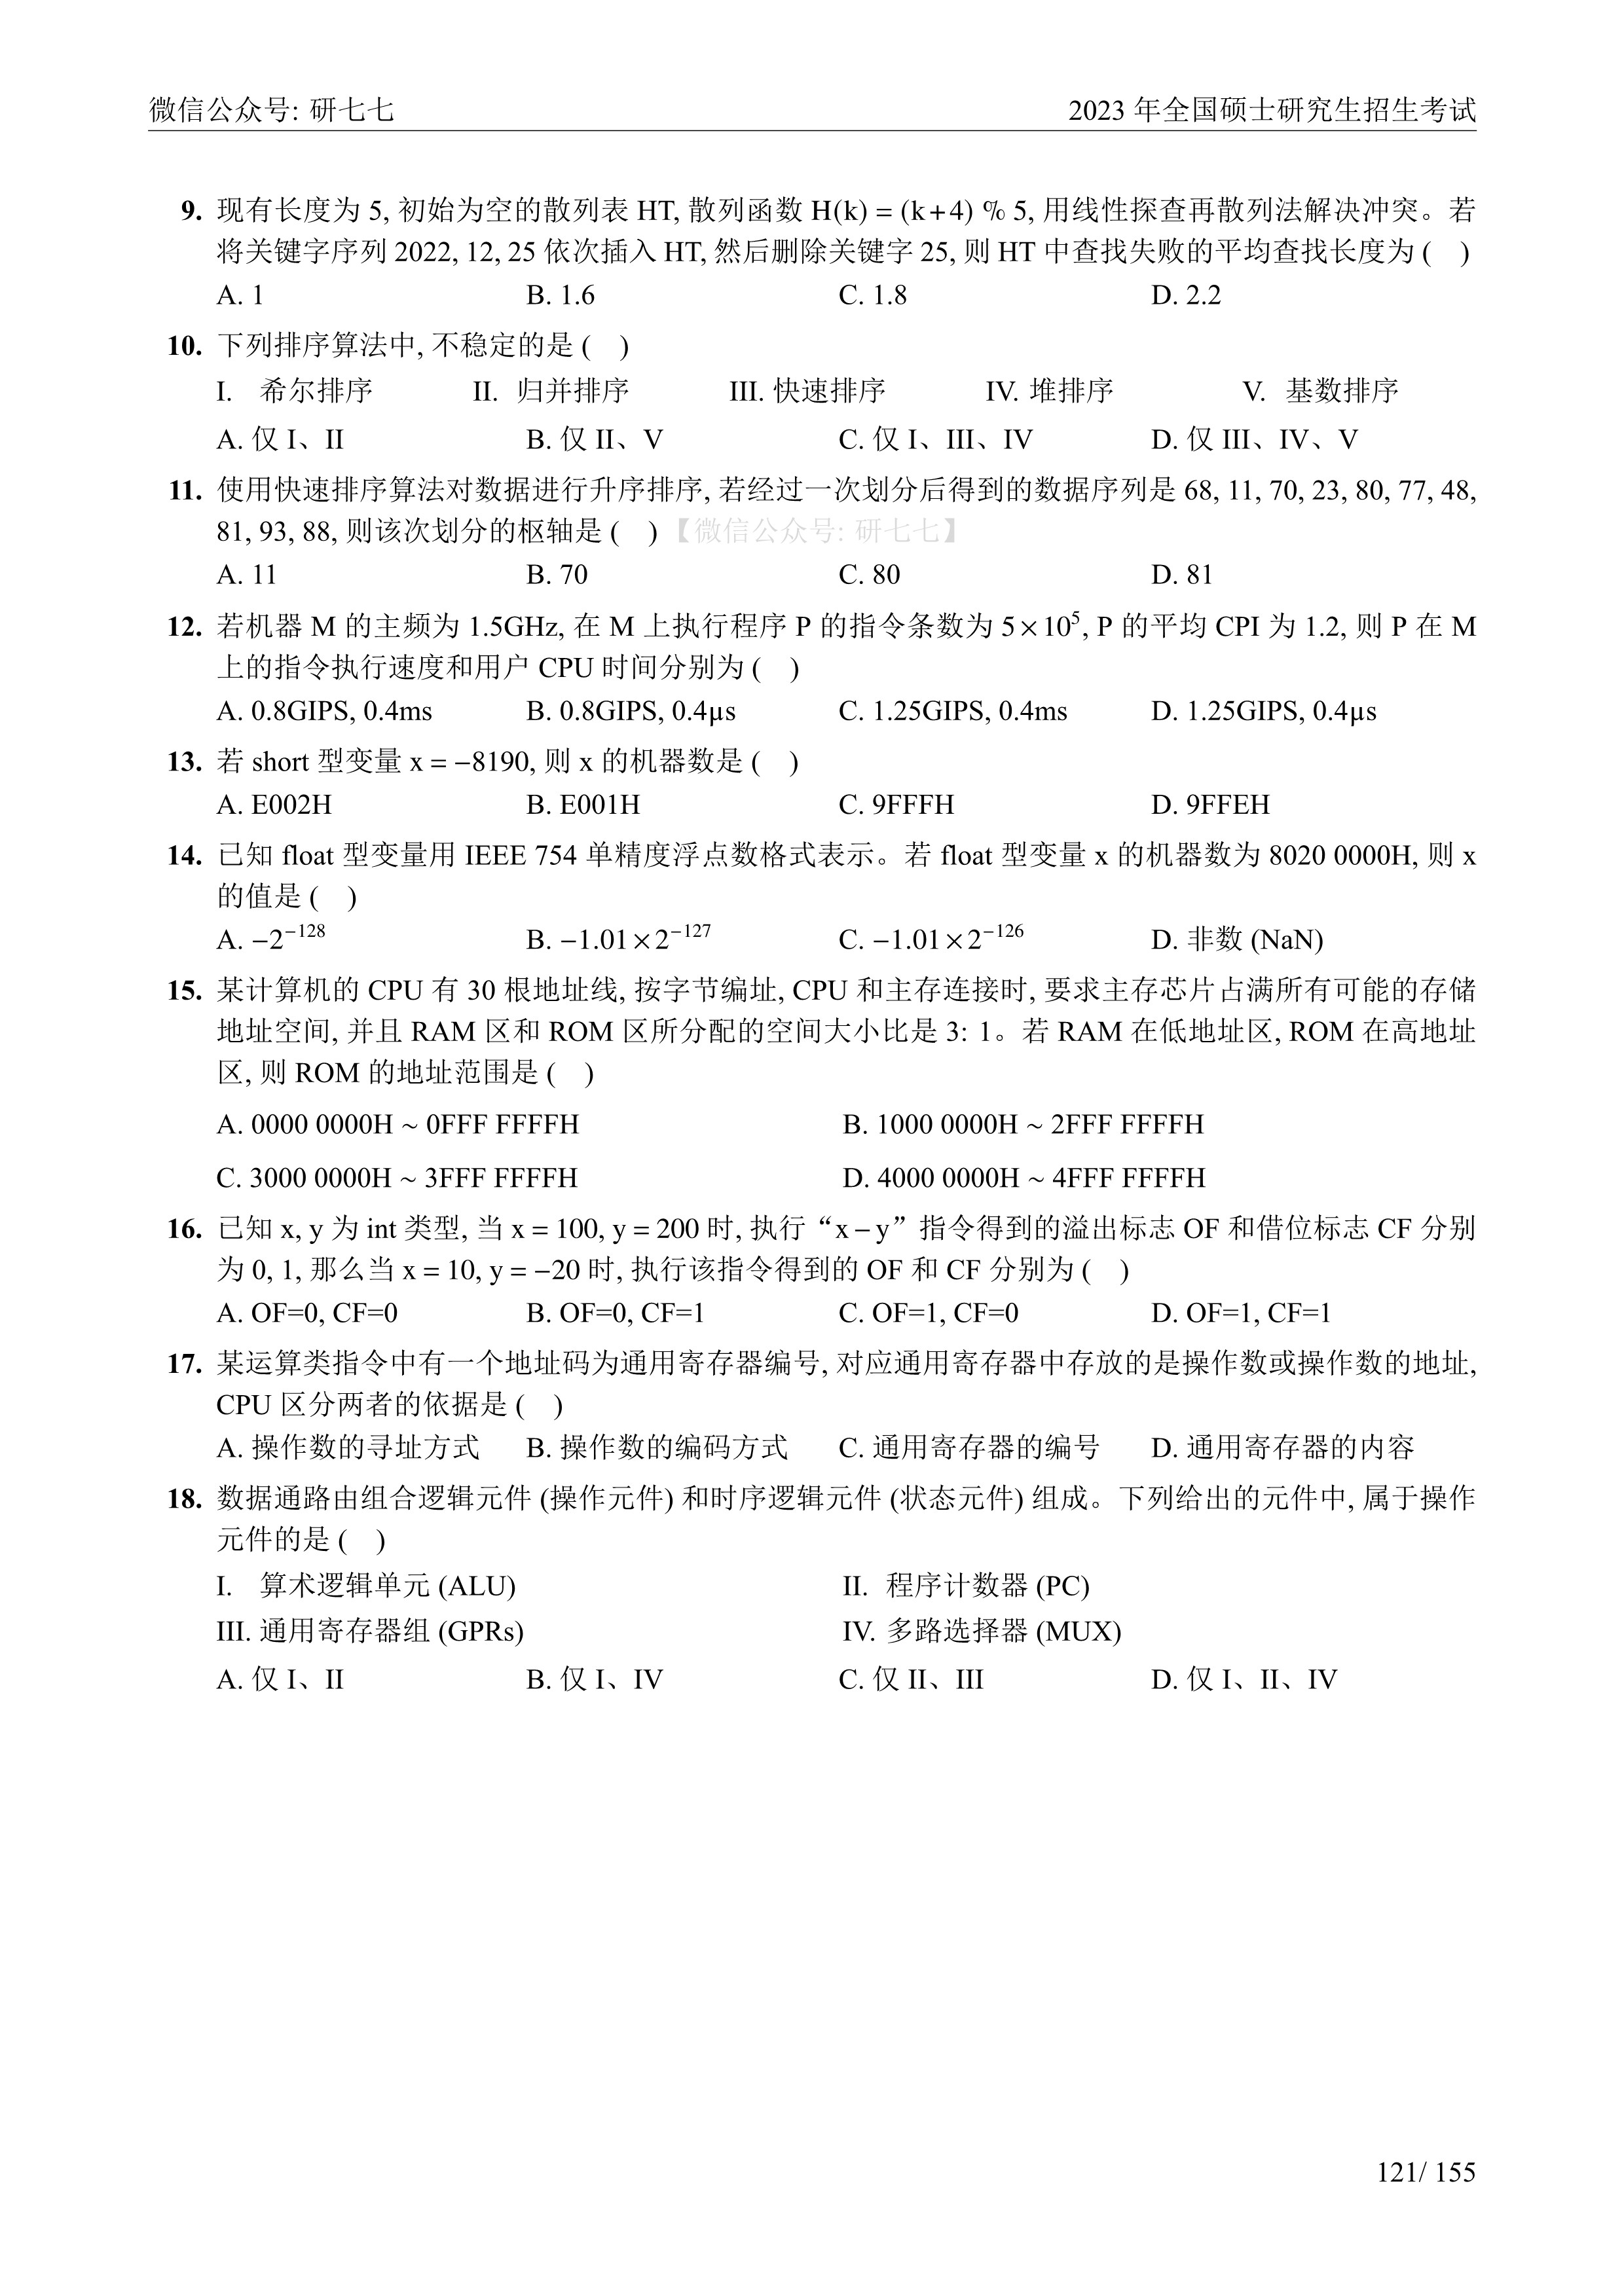 微信公众号: 研七七
2023 年全国硕士研究生招生考试
9. 现有长度为 5, 初始为空的散列表 HT, 散列函数 H(k) = (k+4) % 5, 用线性探查再散列法解决冲突。若
将关键字序列 2022, 12, 25 依次插入 HT, 然后删除关键字 25, 则 HT 中查找失败的平均查找长度为 ( )
A. 1 B. 1.6 C. 1.8 D. 2.2
10. 下列排序算法中, 不稳定的是 ( )
I. 希尔排序 II. 归并排序 III. 快速排序 IV. 堆排序 V. 基数排序
A. 仅 I、II B. 仅 II、V C. 仅 I、III、IV D. 仅 III、IV、V
11. 使用快速排序算法对数据进行升序排序, 若经过一次划分后得到的数据序列是 68, 11, 70, 23, 80, 77, 48,
81, 93, 88, 则该次划分的枢轴是 ( ) 【微信公众号: 研七七】
A. 11 B. 70 C. 80 D. 81
12. 若机器 M 的主频为 1.5GHz, 在 M 上执行程序 P 的指令条数为 5×10⁵, P 的平均 CPI 为 1.2, 则 P 在 M
上的指令执行速度和用户 CPU 时间分别为 ( )
A. 0.8GIPS, 0.4ms B. 0.8GIPS, 0.4μs C. 1.25GIPS, 0.4ms D. 1.25GIPS, 0.4μs
13. 若 short 型变量 x = −8190, 则 x 的机器数是 ( )
A. E002H B. E001H C. 9FFFH D. 9FFEH
14. 已知 float 型变量用 IEEE 754 单精度浮点数格式表示。若 float 型变量 x 的机器数为 8020 0000H, 则 x
的值是 ( )
A. −2⁻¹²⁸ B. −1.01×2⁻¹²⁷ C. −1.01×2⁻¹²⁶ D. 非数 (NaN)
15. 某计算机的 CPU 有 30 根地址线, 按字节编址, CPU 和主存连接时, 要求主存芯片占满所有可能的存储
地址空间, 并且 RAM 区和 ROM 区所分配的空间大小比是 3: 1。若 RAM 在低地址区, ROM 在高地址
区, 则 ROM 的地址范围是 ( )
A. 0000 0000H ~ 0FFF FFFFH B. 1000 0000H ~ 2FFF FFFFH
C. 3000 0000H ~ 3FFF FFFFH D. 4000 0000H ~ 4FFF FFFFH
16. 已知 x, y 为 int 类型, 当 x = 100, y = 200 时, 执行 “x−y” 指令得到的溢出标志 OF 和借位标志 CF 分别
为 0, 1, 那么当 x = 10, y = −20 时, 执行该指令得到的 OF 和 CF 分别为 ( )
A. OF=0, CF=0 B. OF=0, CF=1 C. OF=1, CF=0 D. OF=1, CF=1
17. 某运算类指令中有一个地址码为通用寄存器编号, 对应通用寄存器中存放的是操作数或操作数的地址,
CPU 区分两者的依据是 ( )
A. 操作数的寻址方式 B. 操作数的编码方式 C. 通用寄存器的编号 D. 通用寄存器的内容
18. 数据通路由组合逻辑元件 (操作元件) 和时序逻辑元件 (状态元件) 组成。下列给出的元件中, 属于操作
元件的是 ( )
I. 算术逻辑单元 (ALU) II. 程序计数器 (PC)
III. 通用寄存器组 (GPRs) IV. 多路选择器 (MUX)
A. 仅 I、II B. 仅 I、IV C. 仅 II、III D. 仅 I、II、IV
121/ 155